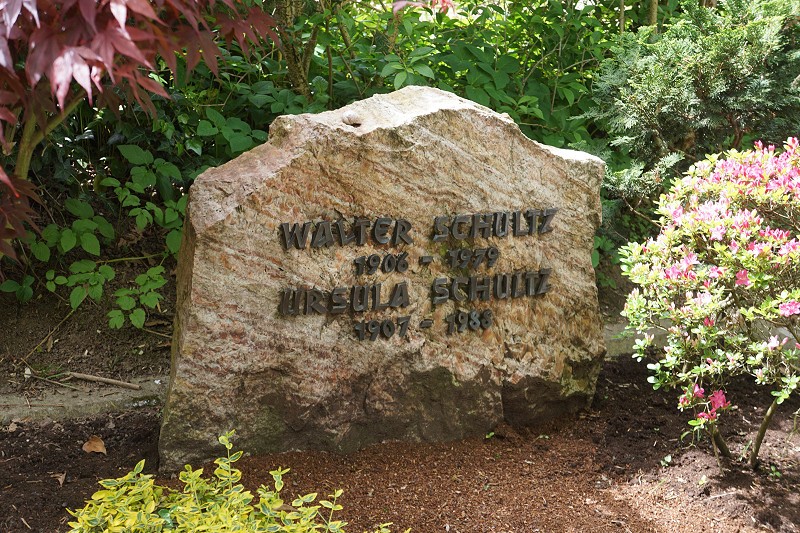 WALTER SCHULTZ
1906 - 1979
URSULA SCHULTZ
1907 - 1988